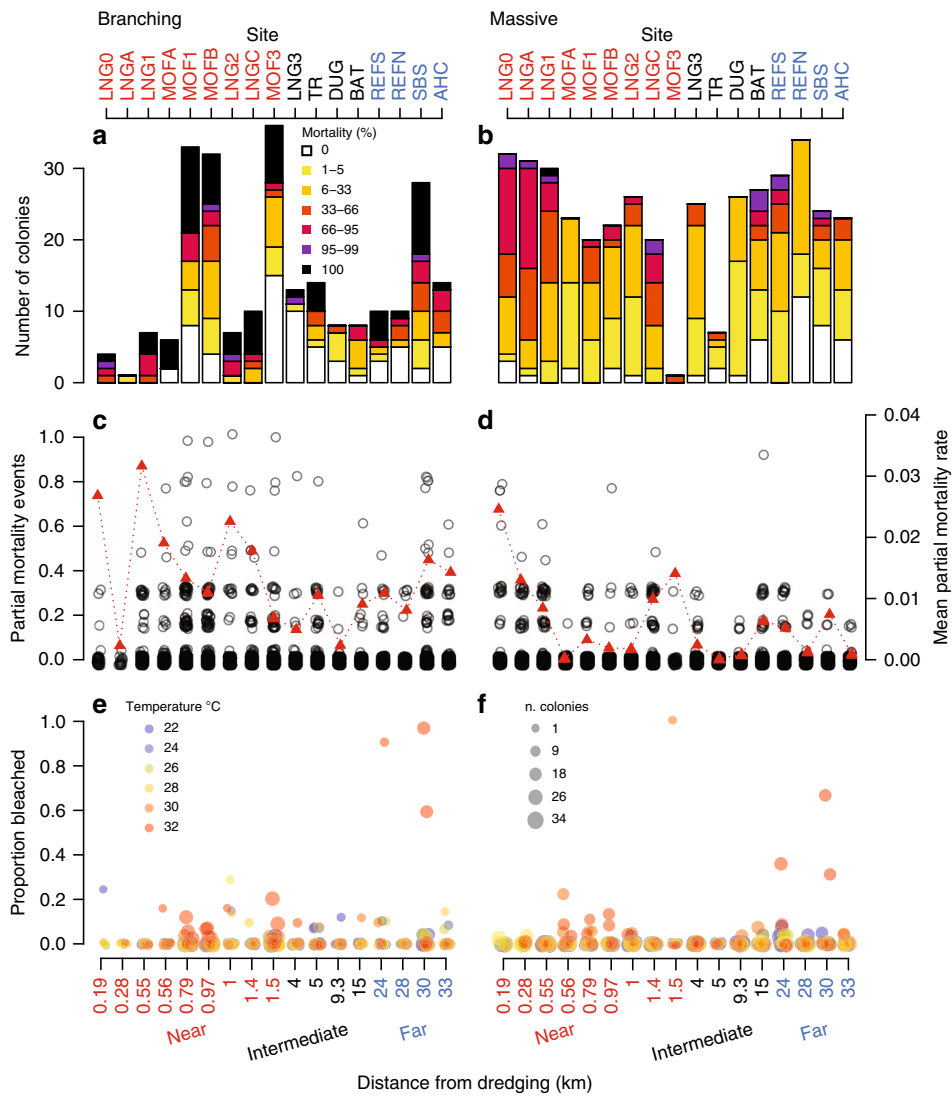 Branching Massive
Site Site
LNG0 LNGA LNG1 MOFA MOF1 MOFB LNG2 LNGC MOF3 LNG3 TR DUG BAT REFS REFN SBS AHC
LNG0 LNGA LNG1 MOFA MOF1 MOFB LNG2 LNGC MOF3 LNG3 TR DUG BAT REFS REFN SBS AHC
a
Mortality (%)
0
1–5
6–33
33–66
66–95
95–99
100
b
Number of colonies
30
20
10
0
c
Partial mortality events
1.0
0.8
0.6
0.4
0.2
0.0
d
0.04
0.03
0.02
0.01
0.00
Mean partial mortality rate
e
Temperature °C
22
24
26
28
30
32
f
n. colonies
1
9
18
26
34
Proportion bleached
1.0
0.8
0.6
0.4
0.2
0.0
0.19 0.28 0.55 0.56 0.79 0.97 1 1.4 1.5 4 5 9.3 15 24 28 30 33
0.19 0.28 0.55 0.56 0.79 0.97 1 1.4 1.5 4 5 9.3 15 24 28 30 33
Near Intermediate Far
Near Intermediate Far
Distance from dredging (km)